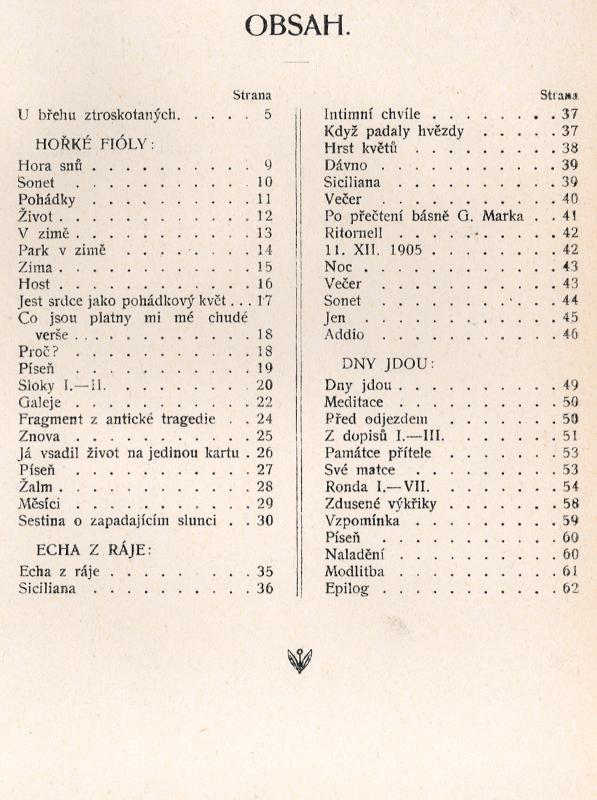 OBSAH.
Strana
U břehu ztroskotaných. . . . . 5
HOŘKÉ FIÓLY:
Hora snů . . . . . . . . . . 9
Sonet . . . . . . . . . . 10
Pohádky . . . . . . . . . . 11
Život . . . . . . . . . . . 12
V zimě . . . . . . . . . . 13
Park v zimě . . . . . . . . 14
Zima . . . . . . . . . . . 15
Host . . . . . . . . . . . 16
Jest srdce jako pohádkový květ . . . 17
Co jsou platny mi mé chudé
verše . . . . . . . . . . 18
Proč? . . . . . . . . . . 18
Píseň . . . . . . . . . . 19
Sloky I.—II. . . . . . . . . 20
Galeje . . . . . . . . . . 22
Fragment z antické tragedie . . 24
Znova . . . . . . . . . . 25
Já vsadil život na jedinou kartu . 26
Píseň . . . . . . . . . . 27
Žalm . . . . . . . . . . . 28
Měsíci . . . . . . . . . . 29
Sestina o zapadajícím slunci . . 30
ECHA Z RÁJE:
Echa z ráje . . . . . . . . 35
Siciliana . . . . . . . . . 36
Strana
Intimní chvíle . . . . . . . . 37
Když padaly hvězdy . . . . . 37
Hrst květů . . . . . . . . . 38
Dávno . . . . . . . . . . 39
Siciliana . . . . . . . . . 39
Večer . . . . . . . . . . 40
Po přečtení básně G. Marka . . 41
Ritornell . . . . . . . . . 42
11. XII. 1905 . . . . . . . 42
Noc . . . . . . . . . . . 43
Večer . . . . . . . . . . 43
Sonet . . . . . . . . . . 44
Jen . . . . . . . . . . . 45
Addio . . . . . . . . . . 46
DNY JDOU:
Dny jdou . . . . . . . . . 49
Meditace . . . . . . . . . 50
Před odjezdem . . . . . . . 50
Z dopisů I.—III. . . . . . . . 51
Památce přítele . . . . . . . 53
Své matce . . . . . . . . . 53
Ronda I.—VII. . . . . . . . 54
Zdusené výkřiky . . . . . . . 58
Vzpomínka . . . . . . . . . 59
Píseň . . . . . . . . . . 60
Naladění . . . . . . . . . 60
Modlitba . . . . . . . . . 61
Epilog . . . . . . . . . . 62